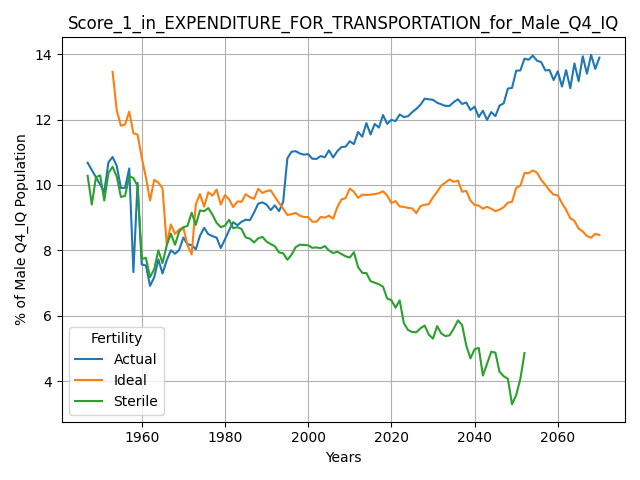 Score_1_in_EXPENDITURE_FOR_TRANSPORTATION_for_Male_Q4_IQ
% of Male Q4_IQ Population
14
12
10
8
6
4
Fertility
Actual
Ideal
Sterile
1960 1980 2000 2020 2040 2060
Years